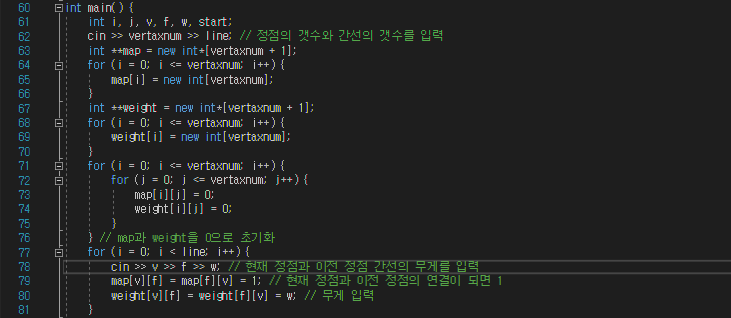 60 int main() {
61 int i, j, v, f, w, start;
62 cin >> vertaxnum >> line; // 정점의 갯수와 간선의 갯수를 입력
63 int **map = new int*[vertaxnum + 1];
64 for (i = 0; i <= vertaxnum; i++) {
65 map[i] = new int[vertaxnum];
66 }
67 int **weight = new int*[vertaxnum + 1];
68 for (i = 0; i <= vertaxnum; i++) {
69 weight[i] = new int[vertaxnum];
70 }
71 for (i = 0; i <= vertaxnum; i++) {
72 for (j = 0; j <= vertaxnum; j++) {
73 map[i][j] = 0;
74 weight[i][j] = 0;
75 }
76 } // map과 weight을 0으로 초기화
77 for (i = 0; i < line; i++) {
78 cin >> v >> f >> w; // 현재 정점과 이전 정점 간선의 무게를 입력
79 map[v][f] = map[f][v] = 1; // 현재 정점과 이전 정점의 연결이 되면 1
80 weight[v][f] = weight[f][v] = w; // 무게 입력
81 }